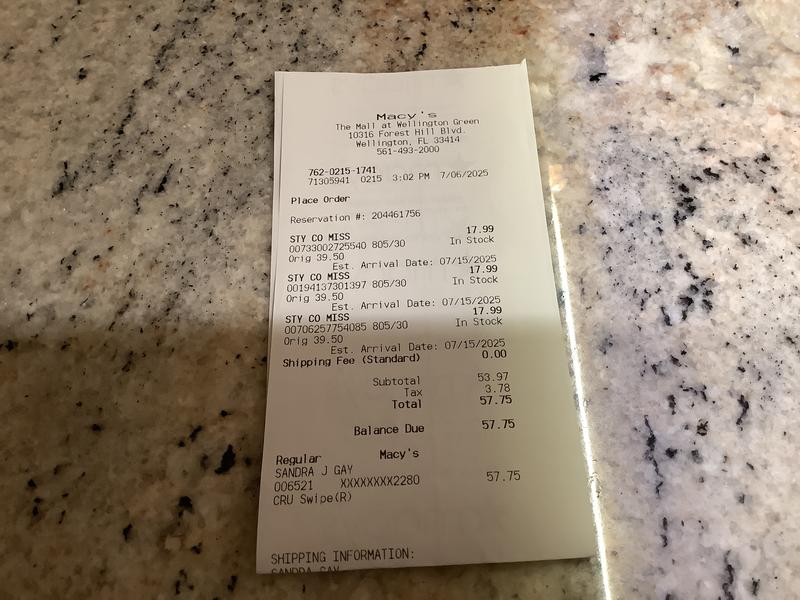 Macy's
The Mall at Wellington Green
10316 Forest Hill Blvd.
Wellington, FL 33414
561-493-2000
762-0215-1741
71305941 0215 3:02 PM 7/06/2025
Place Order
Reservation #: 204461756
STY CO MISS 17.99
00733002725540 805/30 In Stock
Orig 39.50
Est. Arrival Date: 07/15/2025
STY CO MISS 17.99
00194137301397 805/30 In Stock
Orig 39.50
Est. Arrival Date: 07/15/2025
STY CO MISS 17.99
00706257754085 805/30 In Stock
Orig 39.50
Est. Arrival Date: 07/15/2025
Shipping Fee (Standard) 0.00
Subtotal 53.97
Tax 3.78
Total 57.75
Balance Due 57.75
Regular Macy's
SANDRA J GAY
006521 XXXXXXXX2280 57.75
CRU Swipe(R)
SHIPPING INFORMATION:
SANDRA GAY